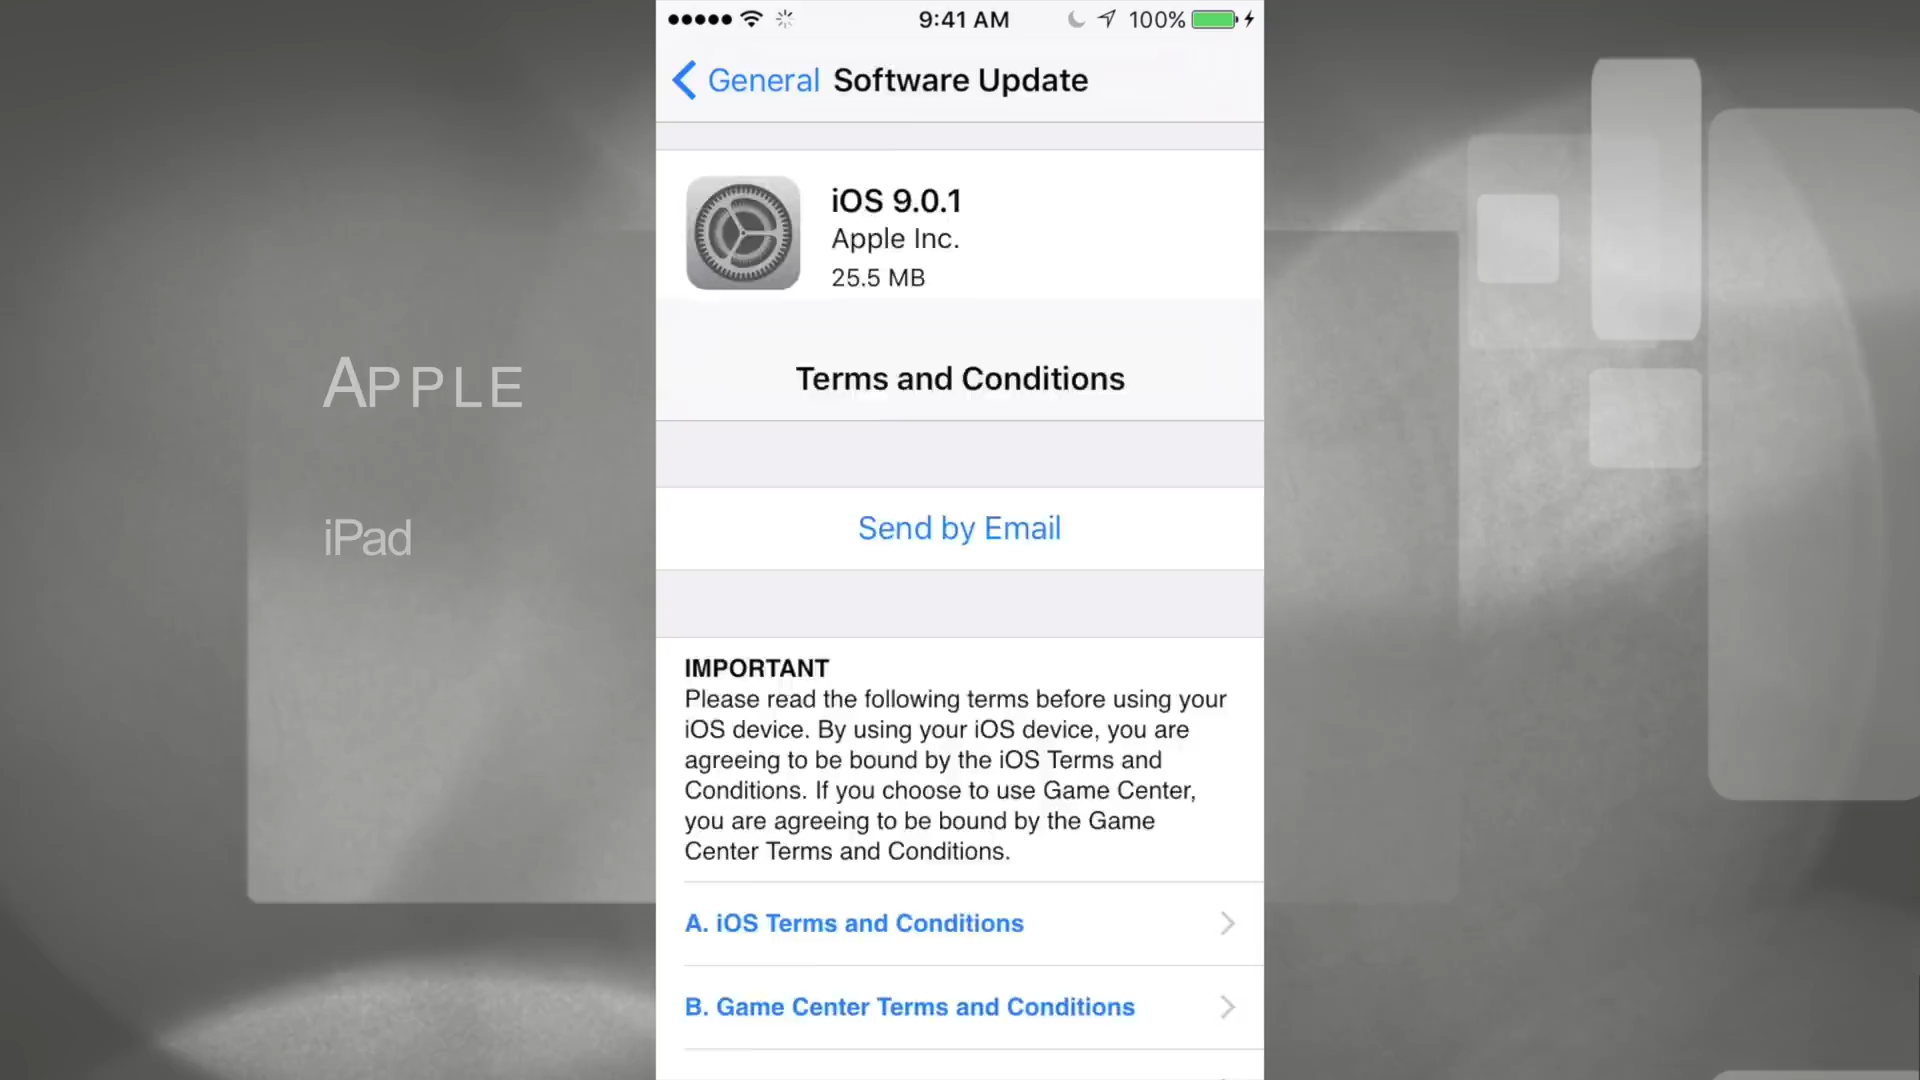 9:41 AM 100%
General Software Update
iOS 9.0.1
Apple Inc.
25.5 MB
APPLE
iPad
Terms and Conditions
Send by Email
IMPORTANT
Please read the following terms before using your
iOS device. By using your iOS device, you are
agreeing to be bound by the iOS Terms and
Conditions. If you choose to use Game Center,
you are agreeing to be bound by the Game
Center Terms and Conditions.
A. iOS Terms and Conditions
B. Game Center Terms and Conditions